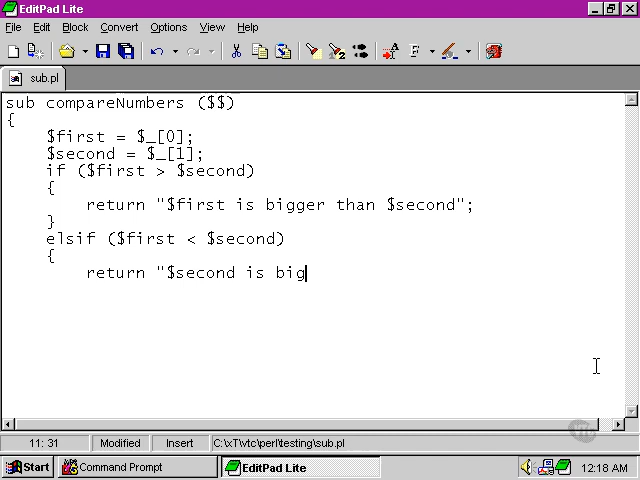 EditPad Lite
File Edit Block Convert Options View Help
sub.pl
sub compareNumbers ($$)
{
    $first = $_[0];
    $second = $_[1];
    if ($first > $second)
    {
        return "$first is bigger than $second";
    }
    elsif ($first < $second)
    {
        return "$second is big
11: 31 Modified Insert C:\xT\vtc\perl\testing\sub.pl
Start Command Prompt EditPad Lite 12:18 AM